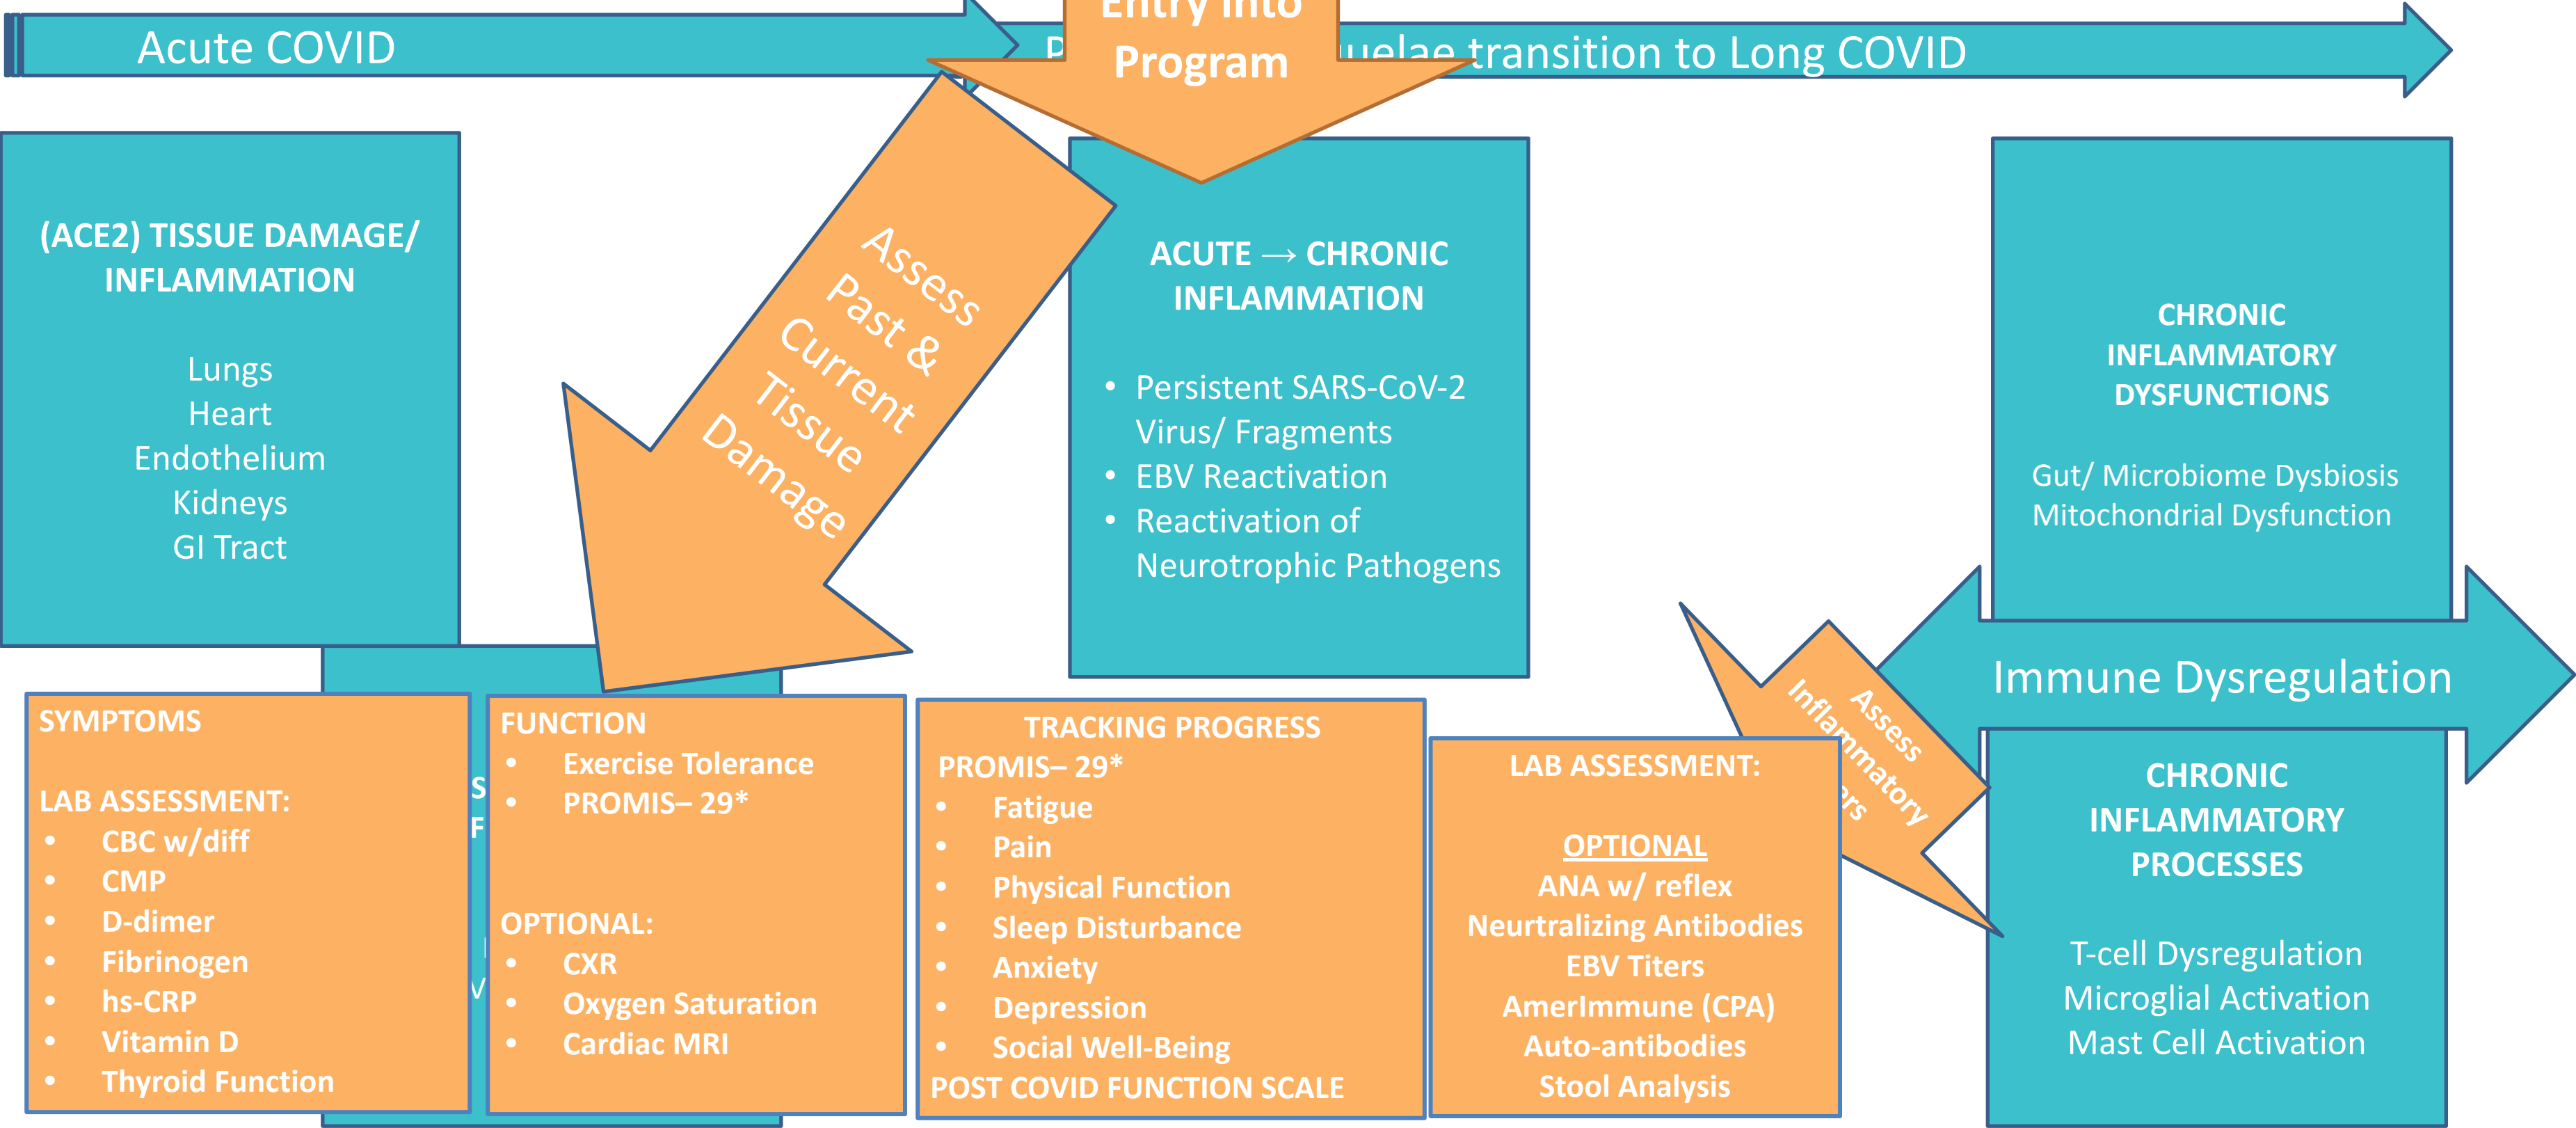 Acute COVID
Entry into
Program
transition to Long COVID
(ACE2) TISSUE DAMAGE/
INFLAMMATION
Lungs
Heart
Endothelium
Kidneys
GI Tract
Assess
Past &
Current
Tissue
Damage
ACUTE → CHRONIC
INFLAMMATION
• Persistent SARS-CoV-2
Virus/ Fragments
• EBV Reactivation
• Reactivation of
Neurotrophic Pathogens
CHRONIC
INFLAMMATORY
DYSFUNCTIONS
Gut/ Microbiome Dysbiosis
Mitochondrial Dysfunction
Immune Dysregulation
Assess
Inflammatory
SYMPTOMS
LAB ASSESSMENT:
• CBC w/diff
• CMP
• D-dimer
• Fibrinogen
• hs-CRP
• Vitamin D
• Thyroid Function
FUNCTION
• Exercise Tolerance
• PROMIS– 29*
OPTIONAL:
• CXR
• Oxygen Saturation
• Cardiac MRI
TRACKING PROGRESS
PROMIS– 29*
• Fatigue
• Pain
• Physical Function
• Sleep Disturbance
• Anxiety
• Depression
• Social Well-Being
POST COVID FUNCTION SCALE
LAB ASSESSMENT:
OPTIONAL
ANA w/ reflex
Neurtralizing Antibodies
EBV Titers
AmerImmune (CPA)
Auto-antibodies
Stool Analysis
CHRONIC
INFLAMMATORY
PROCESSES
T-cell Dysregulation
Microglial Activation
Mast Cell Activation